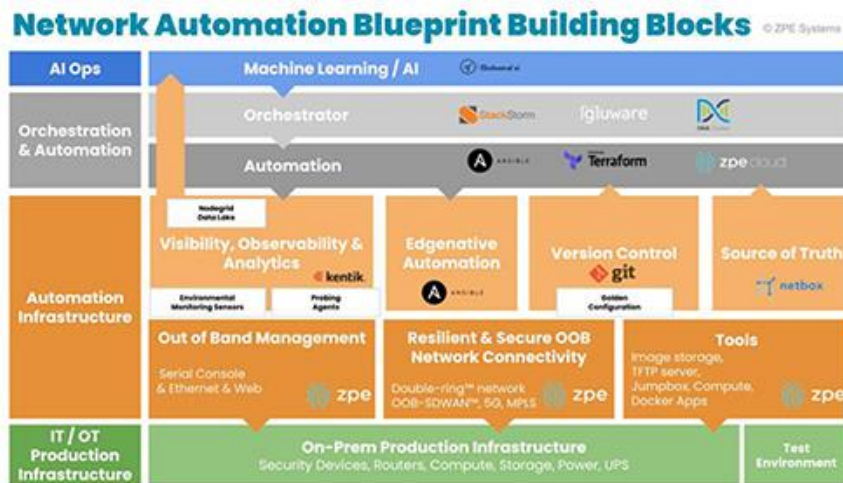 Network Automation Blueprint Building Blocks
© ZPE Systems
AI Ops
Machine Learning / AI
Orchestration
& Automation
Orchestrator
StackStorm
gluware
Automation
ANSIBLE
Terraform
zpe cloud
Automation
Infrastructure
Nodegrid
Data Lake
Visibility, Observability &
Analytics
kentik
Environmental
Monitoring Sensors
Probing
Agents
Edgenative
Automation
ANSIBLE
Version Control
git
Golden
Configuration
Source of Truth
netbox
Out of Band Management
Serial Console
& Ethernet & Web
zpe
Resilient & Secure OOB
Network Connectivity
Double-ring™ network
OOB-SDWAN™, 5G, MPLS
zpe
Tools
Image storage,
TFTP server,
Jumpbox, Compute,
Docker Apps
zpe
IT / OT
Production
Infrastructure
On-Prem Production Infrastructure
Security Devices, Routers, Compute, Storage, Power, UPS
Test
Environment